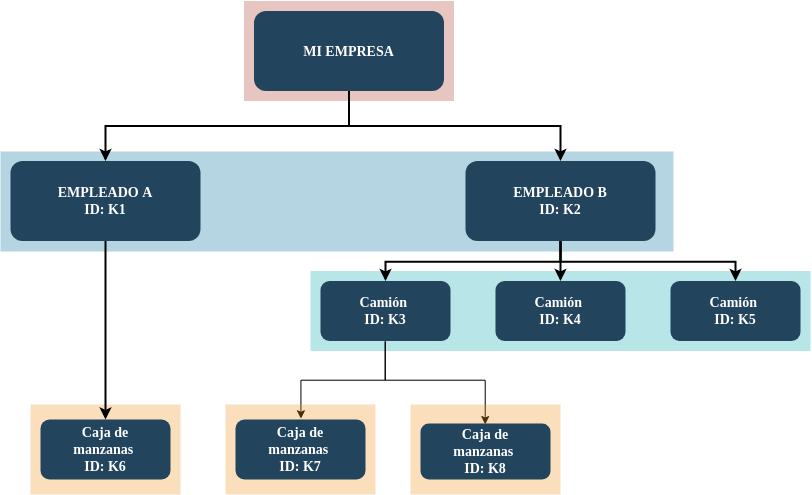 MI EMPRESA
EMPLEADO A
ID: K1
EMPLEADO B
ID: K2
Camión
ID: K3
Camión
ID: K4
Camión
ID: K5
Caja de
manzanas
ID: K6
Caja de
manzanas
ID: K7
Caja de
manzanas
ID: K8